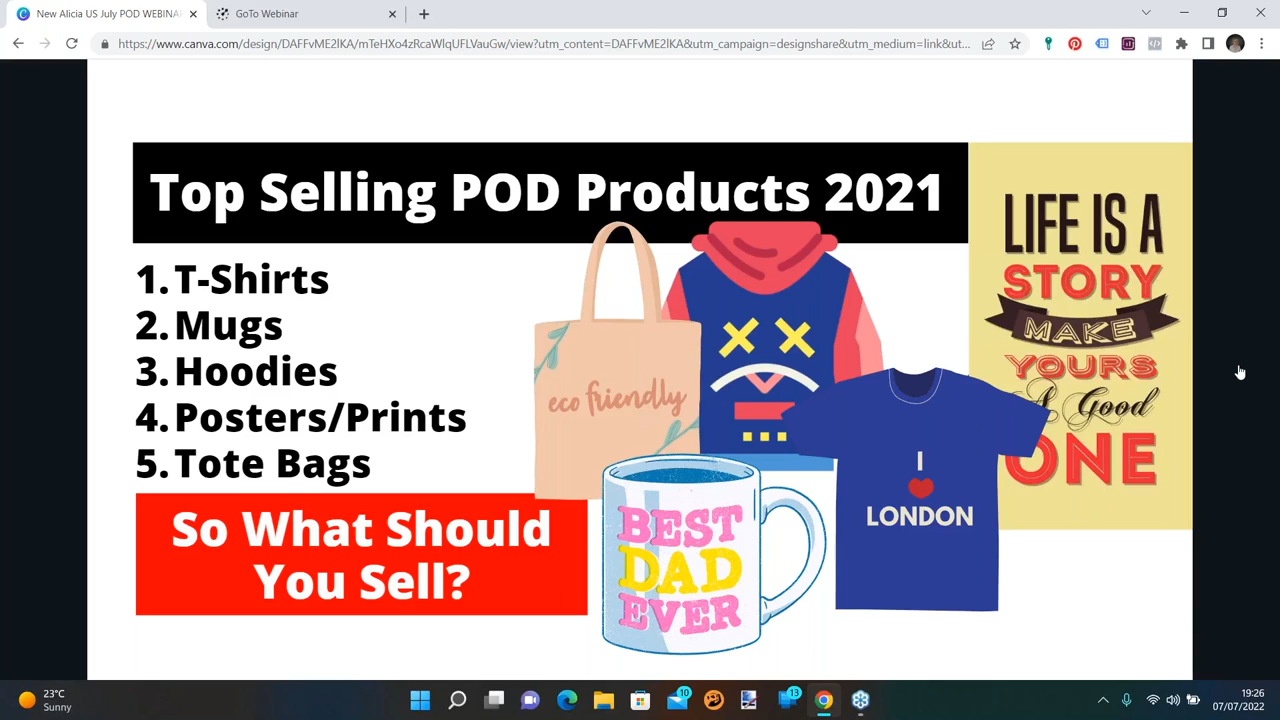 New Alicia US July POD WEBINA
GoTo Webinar
https://www.canva.com/design/DAFFvME2lKA/mTeHXo4zRaoWlqtFLVauGw/view?utm_content=DAFFvME2lKA&utm_campaign=designshare&utm_medium=link&ut...
Top Selling POD Products 2021
1. T-Shirts
2. Mugs
3. Hoodies
4. Posters/Prints
5. Tote Bags
So What Should
You Sell?
eco friendly
BEST
DAD
EVER
I
LONDON
LIFE IS A
STORY
MAKE
YOURS
A Good
ONE
23°C
Sunny
10
13
19:26
07/07/2022